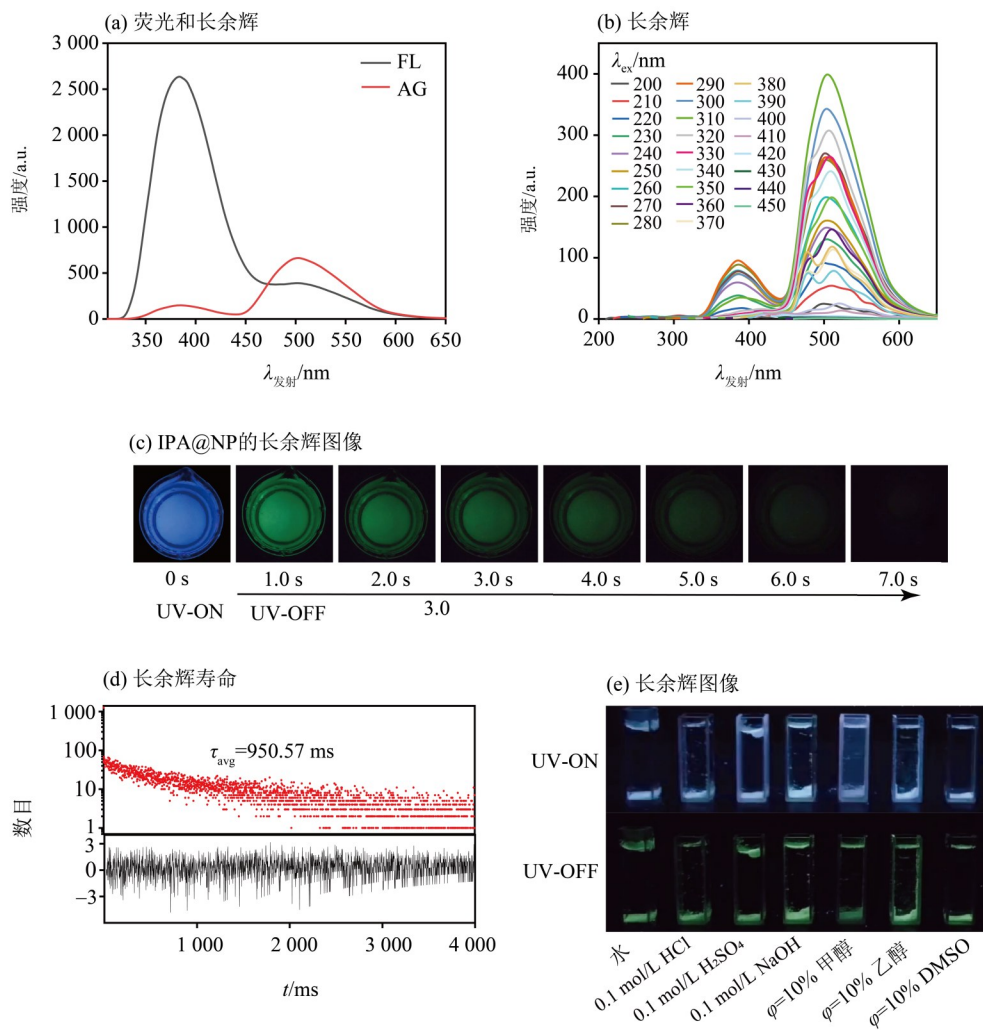 (a) 荧光和长余辉
3 000
2 500
2 000
1 500
1 000
500
0
强度/a.u.
FL
AG
350
400
450
500
550
600
650
λ发射/nm
(b) 长余辉
400
300
200
100
0
强度/a.u.
λex/nm
200 290 380
210 300 390
220 310 400
230 320 410
240 330 420
250 340 430
260 350 440
270 360 450
280 370
200
300
400
500
600
λ发射/nm
(c) IPA@NP的长余辉图像
0 s 1.0 s 2.0 s 3.0 s 4.0 s 5.0 s 6.0 s 7.0 s
UV-ON UV-OFF 3.0
(d) 长余辉寿命
1 000
100
10
1
3
0
−3
数目
τavg=950.57 ms
1 000 2 000 3 000 4 000
t/ms
(e) 长余辉图像
UV-ON
UV-OFF
水
0.1 mol/L HCl
0.1 mol/L H₂SO₄
0.1 mol/L NaOH
φ=10% 甲醇
φ=10% 乙醇
φ=10% DMSO